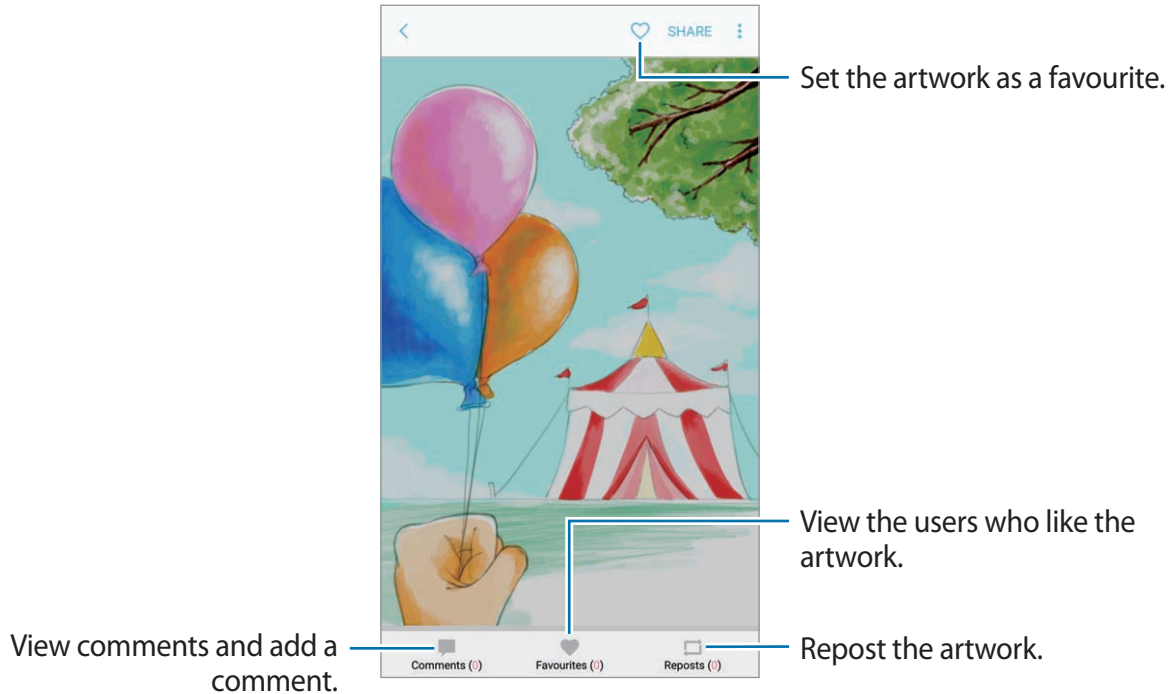 SHARE
Set the artwork as a favourite.
View the users who like the
artwork.
View comments and add a
comment.
Comments (0)
Favourites (0)
Reposts (0)
Repost the artwork.